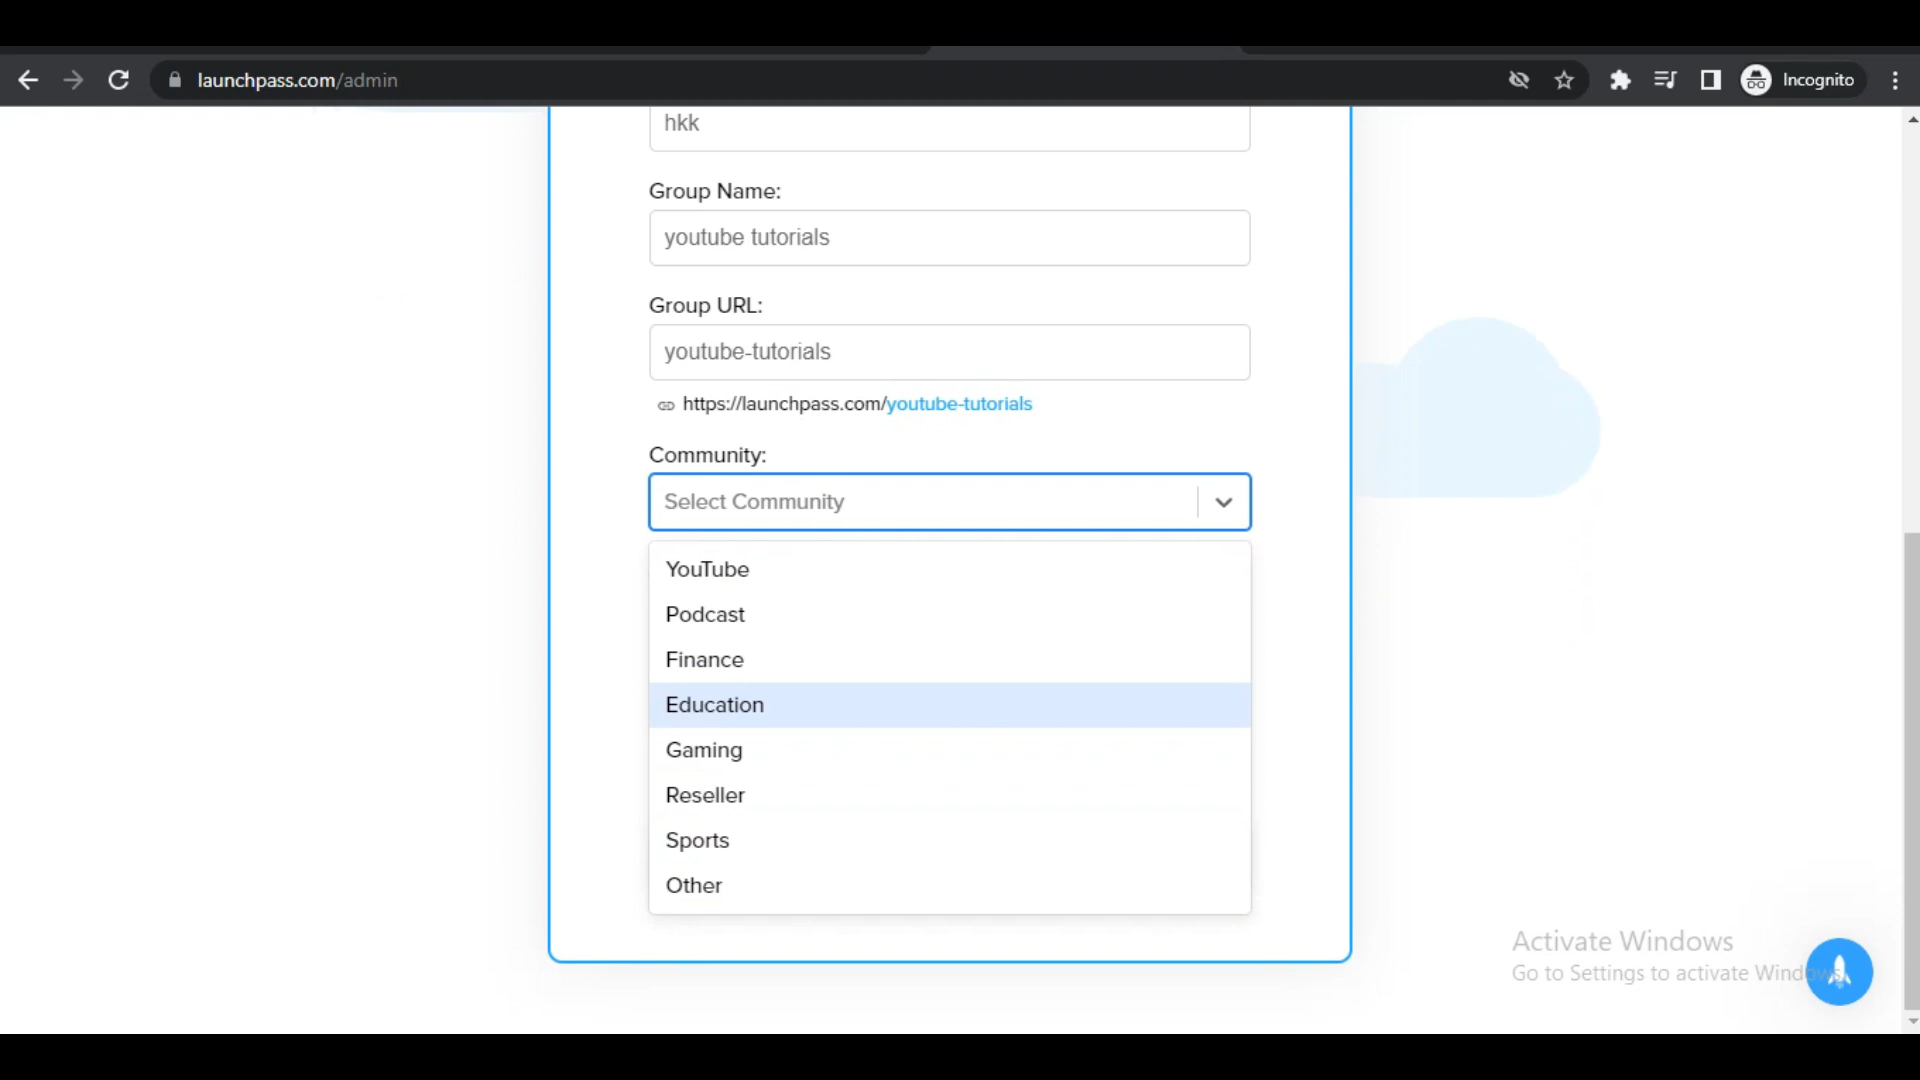 launchpass.com/admin
Incognito
hkk
Group Name:
youtube tutorials
Group URL:
youtube-tutorials
https://launchpass.com/youtube-tutorials
Community:
Select Community
YouTube
Podcast
Finance
Education
Gaming
Reseller
Sports
Other
Activate Windows
Go to Settings to activate Windows.